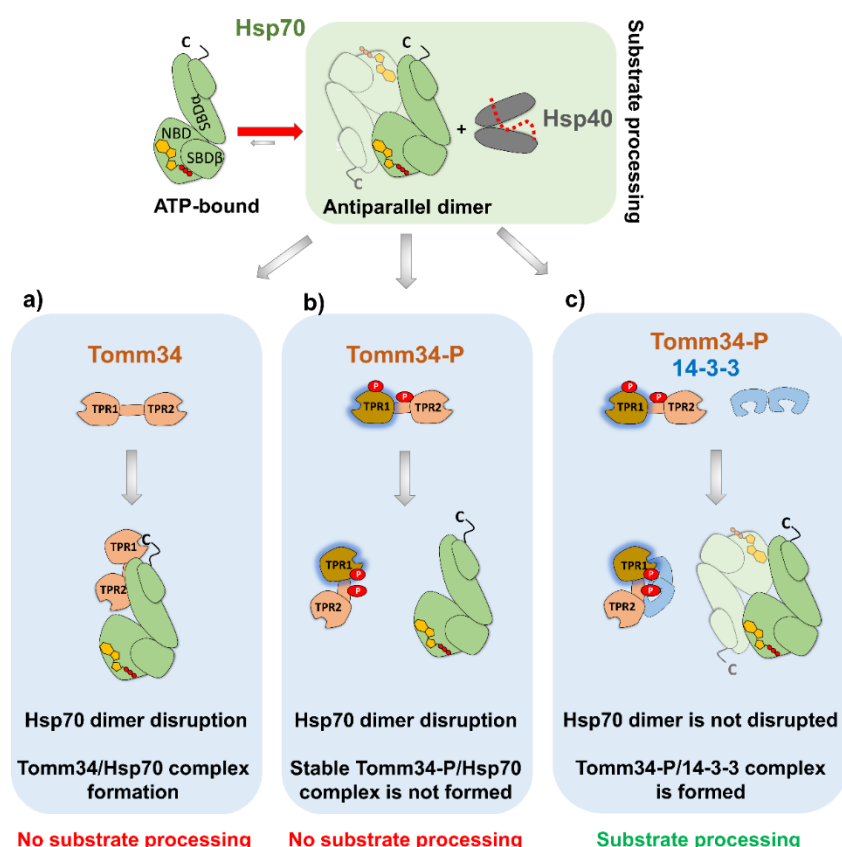 Hsp70
C
C
SBDα
NBD
SBDβ
+
Hsp40
C
ATP-bound
Antiparallel dimer
Substrate processing
a)
Tomm34
TPR1
TPR2
C
TPR1
TPR2
Hsp70 dimer disruption
Tomm34/Hsp70 complex
formation
No substrate processing
b)
Tomm34-P
P
P
TPR1
TPR2
C
TPR1
P
P
TPR2
Hsp70 dimer disruption
Stable Tomm34-P/Hsp70
complex is not formed
No substrate processing
c)
Tomm34-P
14-3-3
P
P
TPR1
TPR2
C
TPR1
P
P
TPR2
C
Hsp70 dimer is not disrupted
Tomm34-P/14-3-3 complex
is formed
Substrate processing